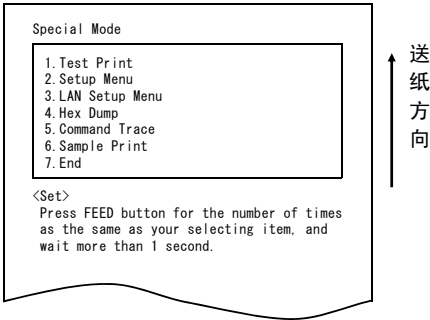 Special Mode
1. Test Print
2. Setup Menu
3. LAN Setup Menu
4. Hex Dump
5. Command Trace
6. Sample Print
7. End
<Set>
Press FEED button for the number of times
as the same as your selecting item, and
wait more than 1 second.
送纸方向